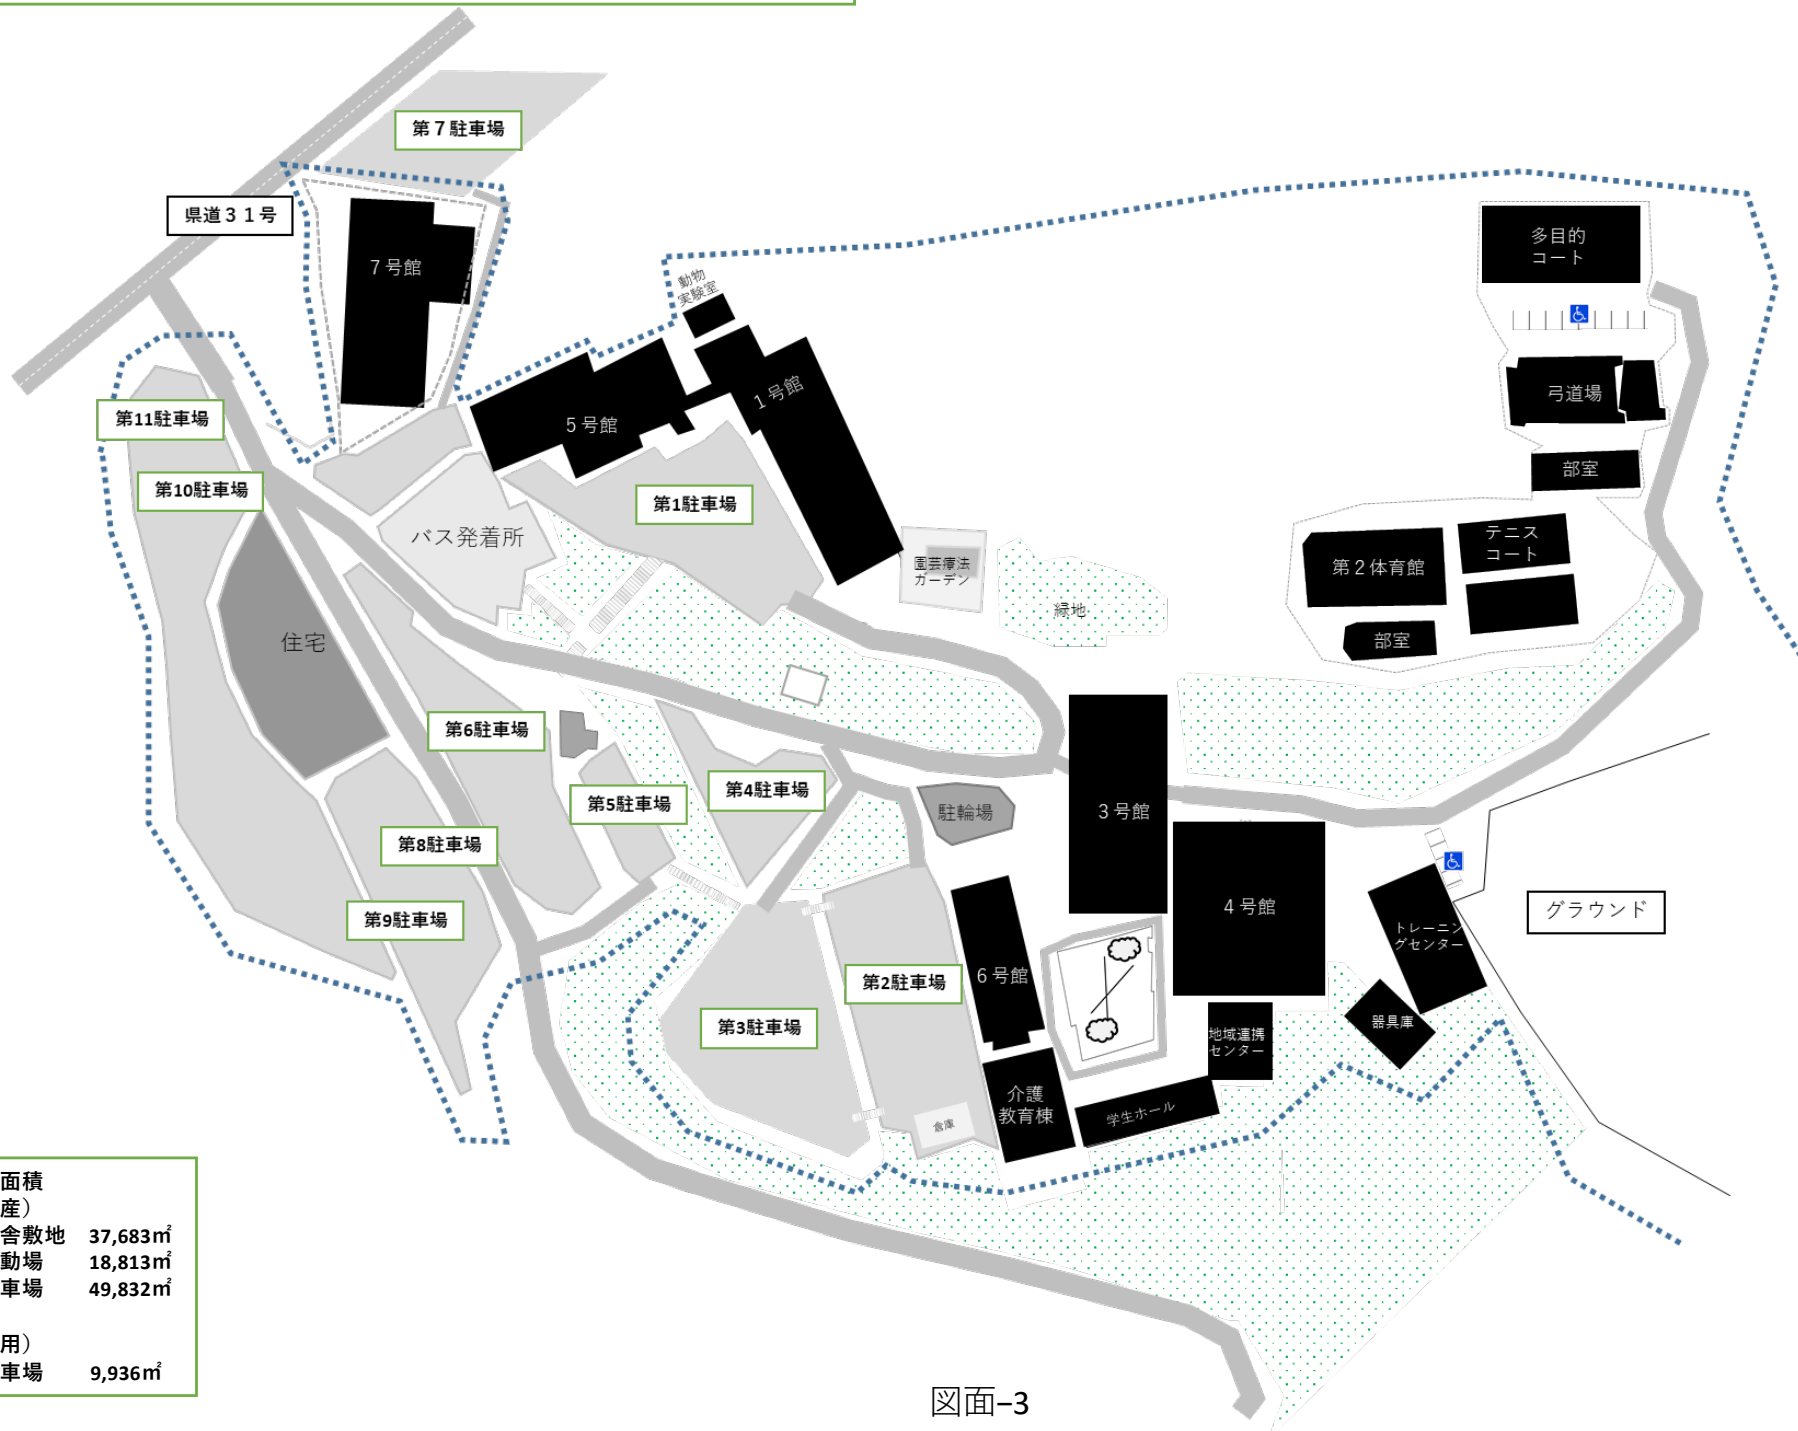 第７駐車場
県道３１号
７号館
動物
実験室
１号館
５号館
多目的
コート
弓道場
部室
第11駐車場
第10駐車場
第1駐車場
バス発着所
園芸療法
ガーデン
緑地
テニス
コート
第２体育館
部室
住宅
第6駐車場
第5駐車場
第4駐車場
駐輪場
３号館
第8駐車場
第9駐車場
４号館
グラウンド
トレーニン
グセンター
６号館
第2駐車場
第3駐車場
器具庫
地域連携
センター
介護
教育棟
学生ホール
倉庫
面積
産）
舎敷地 37,683㎡
動場 18,813㎡
車場 49,832㎡
用）
車場 9,936㎡
図面−3